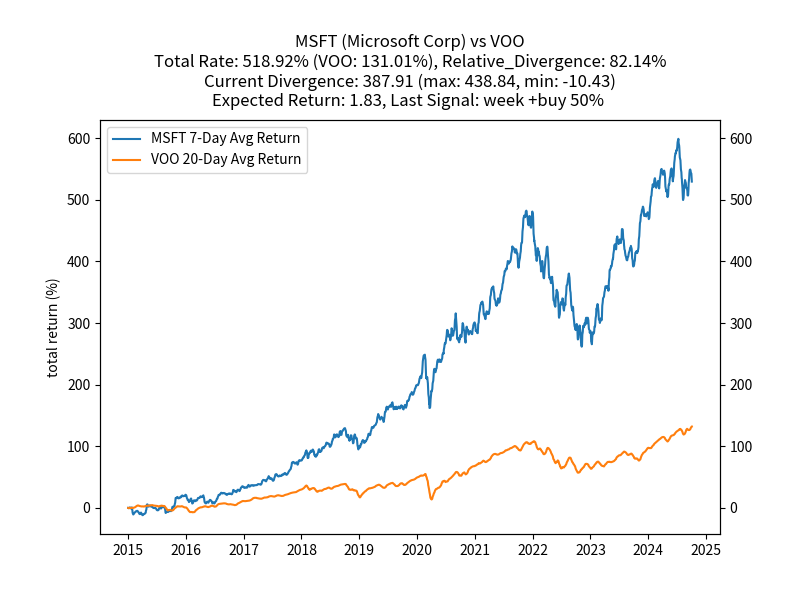 MSFT (Microsoft Corp) vs VOO
Total Rate: 518.92% (VOO: 131.01%), Relative_Divergence: 82.14%
Current Divergence: 387.91 (max: 438.84, min: -10.43)
Expected Return: 1.83, Last Signal: week +buy 50%
MSFT 7-Day Avg Return
VOO 20-Day Avg Return
total return (%)
600
500
400
300
200
100
0
600
500
400
300
200
100
0
2015 2016 2017 2018 2019 2020 2021 2022 2023 2024 2025